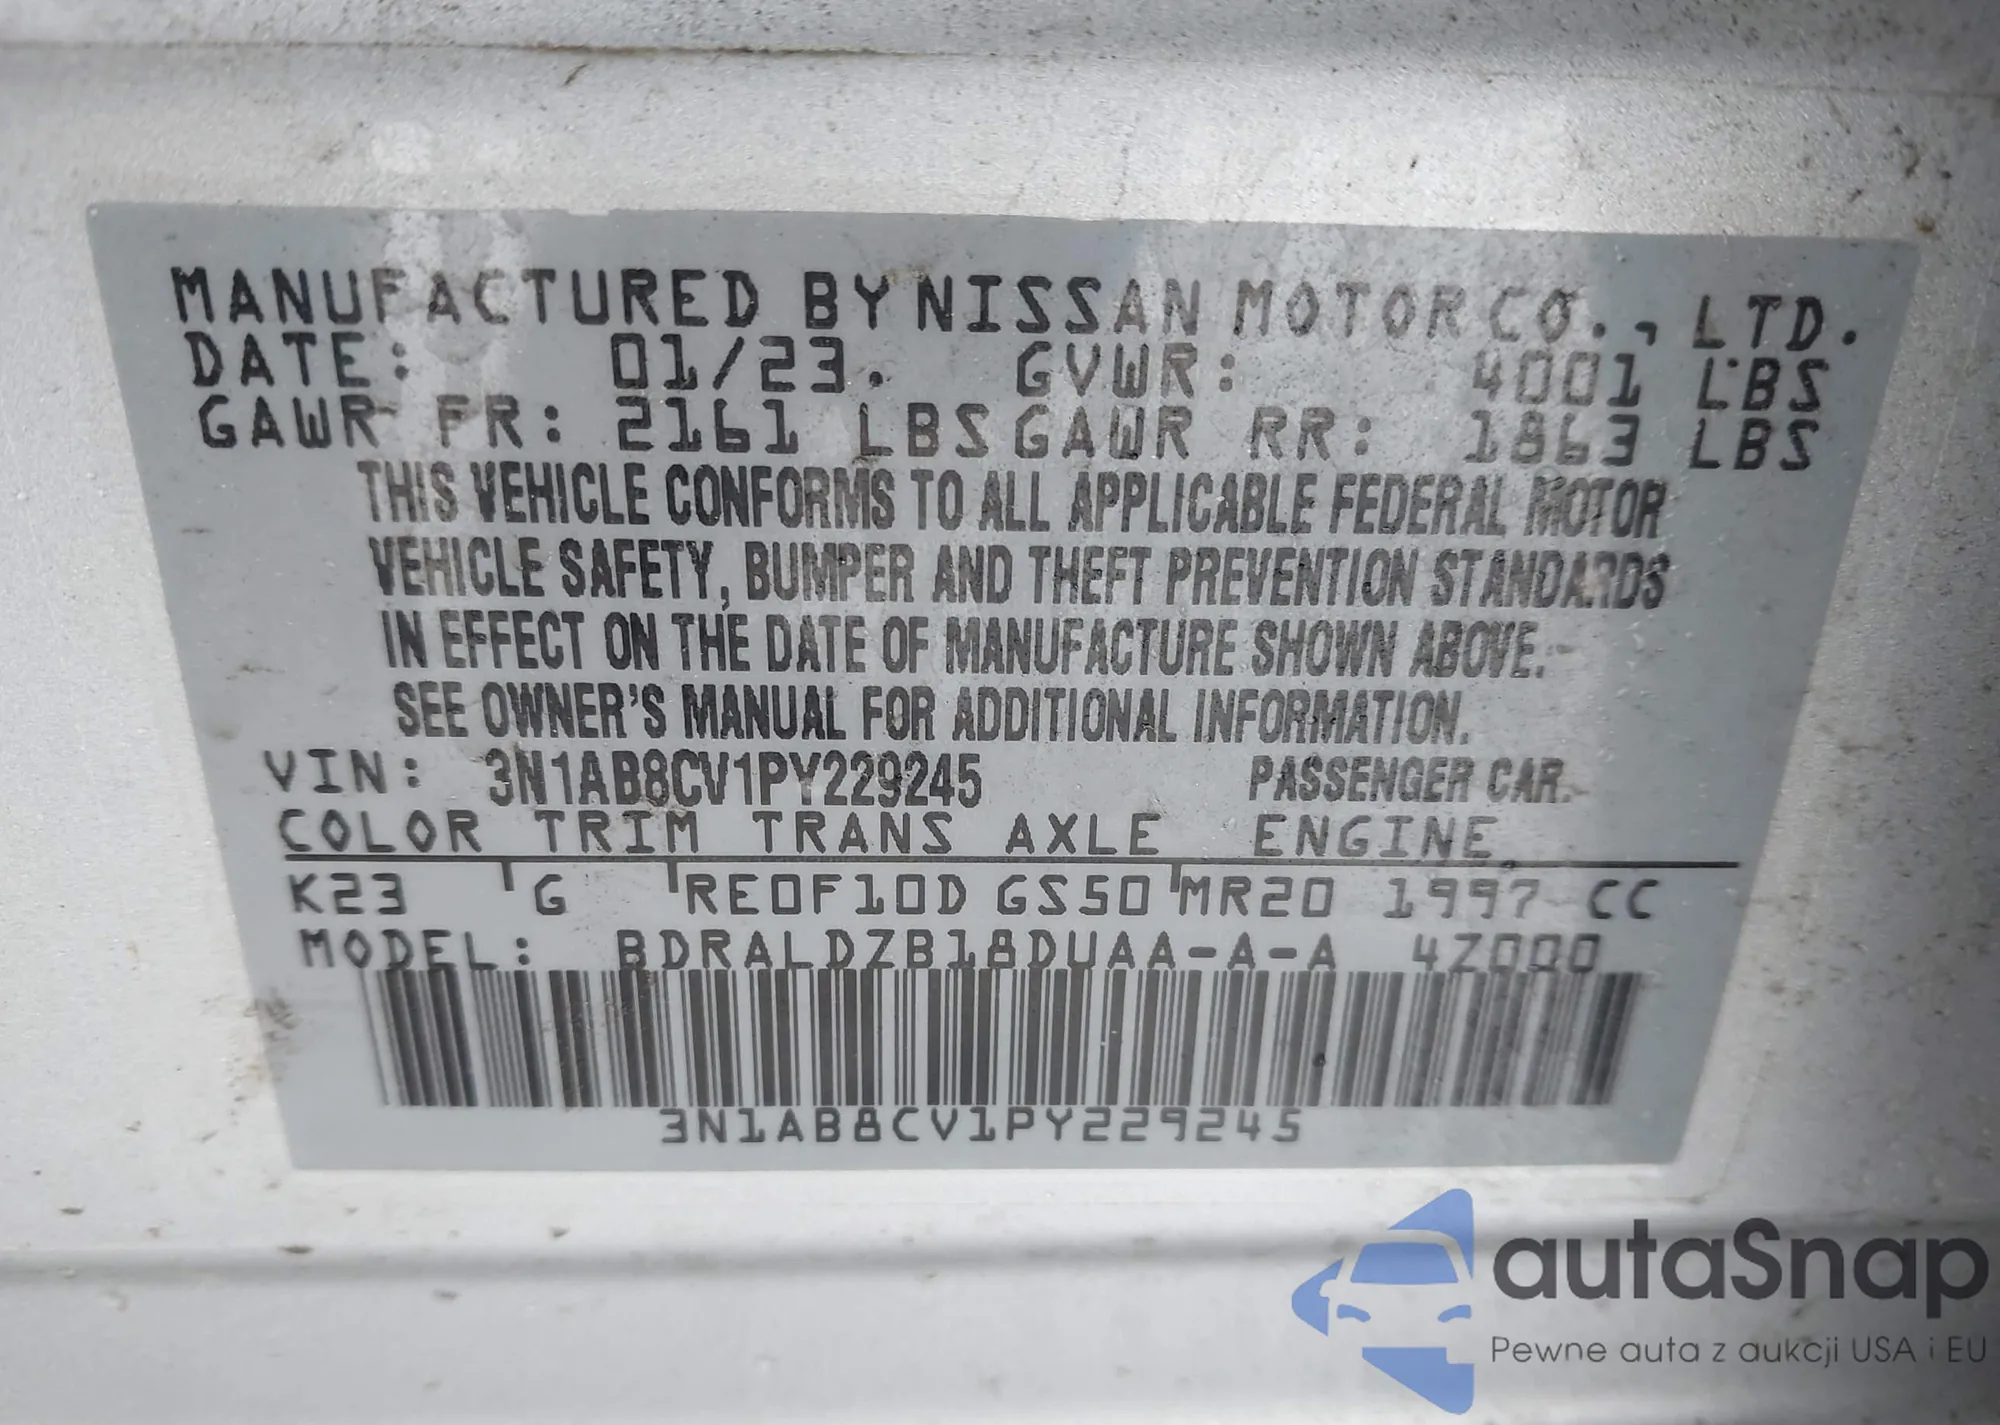 MANUFACTURED BY NISSAN MOTOR CO., LTD.
DATE: 01/23. GVWR: 4001 LBS
GAWR FR: 2161 LBS GAWR RR: 1863 LBS
THIS VEHICLE CONFORMS TO ALL APPLICABLE FEDERAL MOTOR
VEHICLE SAFETY, BUMPER AND THEFT PREVENTION STANDARDS
IN EFFECT ON THE DATE OF MANUFACTURE SHOWN ABOVE.
SEE OWNER'S MANUAL FOR ADDITIONAL INFORMATION.
VIN: 3N1AB8CV1PY229245 PASSENGER CAR.
COLOR TRIM TRANS AXLE ENGINE
K23 G RE0F10D GS50 MR20 1997 CC
MODEL: BDRALDZB18DUAA-A-A 4Z000
3N1AB8CV1PY229245
autaSnap
Pewne auta z aukcji USA i EU